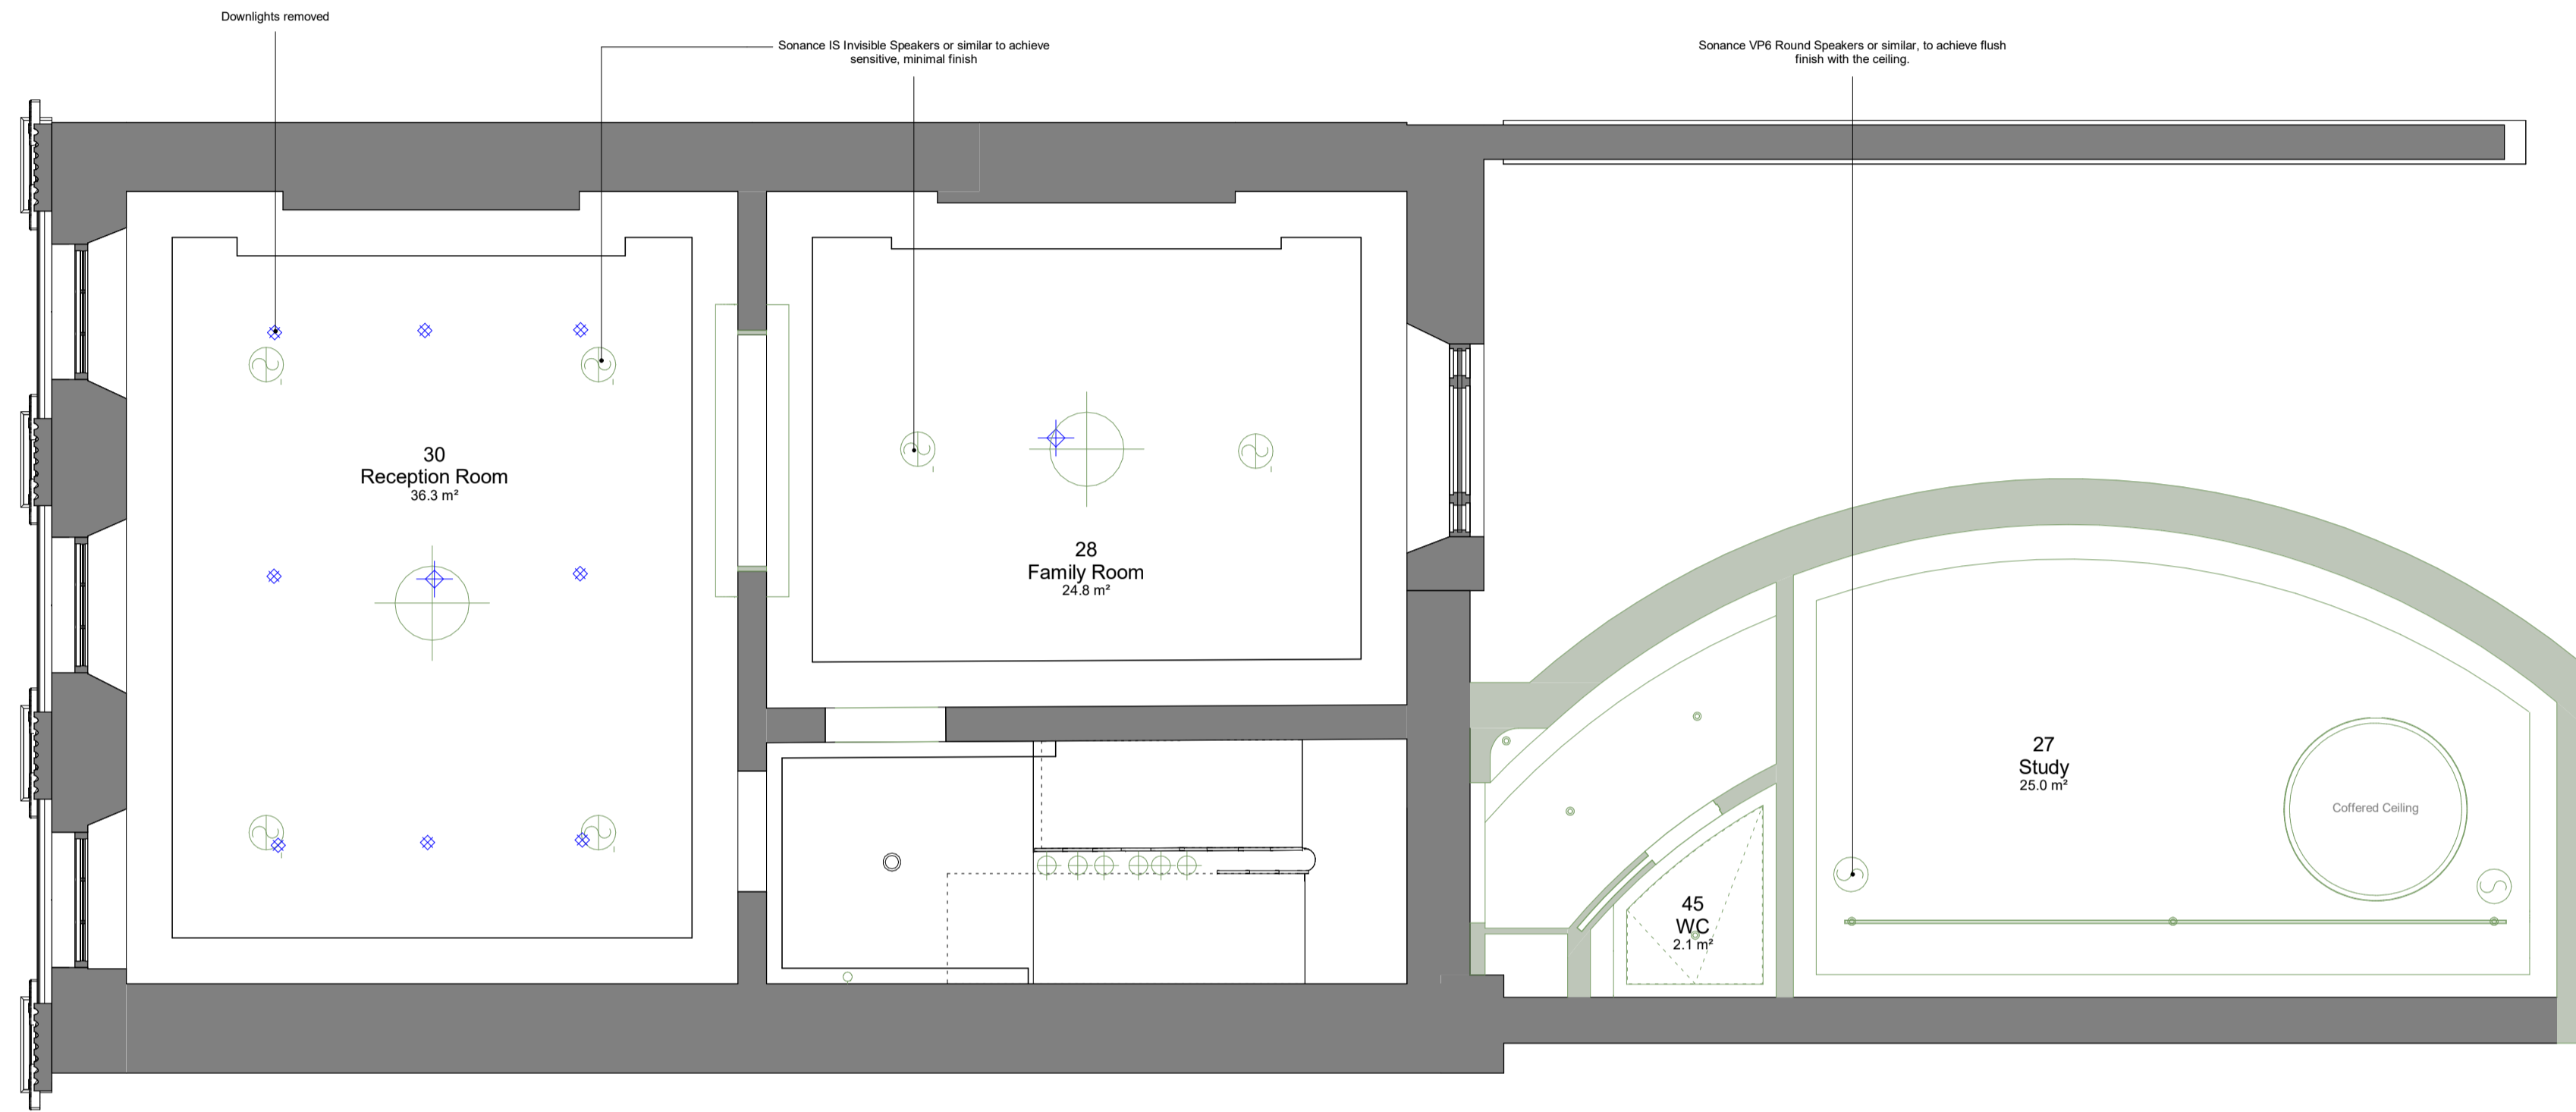 Downlights removed
Sonance IS Invisible Speakers or similar to achieve
sensitive, minimal finish
Sonance VP6 Round Speakers or similar, to achieve flush
finish with the ceiling.
30
Reception Room
36.3 m²
28
Family Room
24.8 m²
27
Study
25.0 m²
Coffered Ceiling
45
WC
2.1 m²